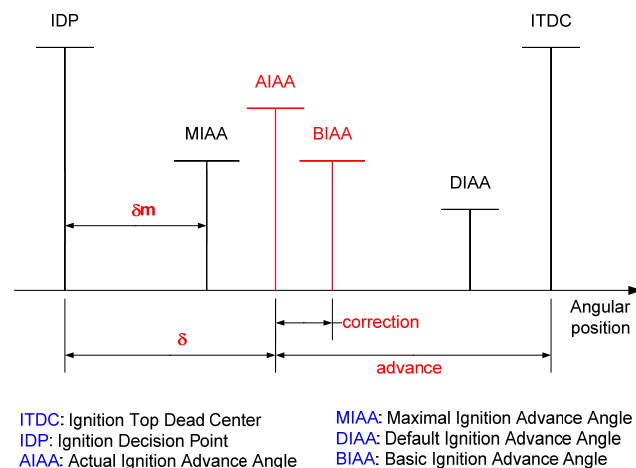 IDP
ITDC
AIAA
MIAA
BIAA
DIAA
δm
Angular
position
correction
δ
advance
ITDC: Ignition Top Dead Center
IDP: Ignition Decision Point
AIAA: Actual Ignition Advance Angle
MIAA: Maximal Ignition Advance Angle
DIAA: Default Ignition Advance Angle
BIAA: Basic Ignition Advance Angle